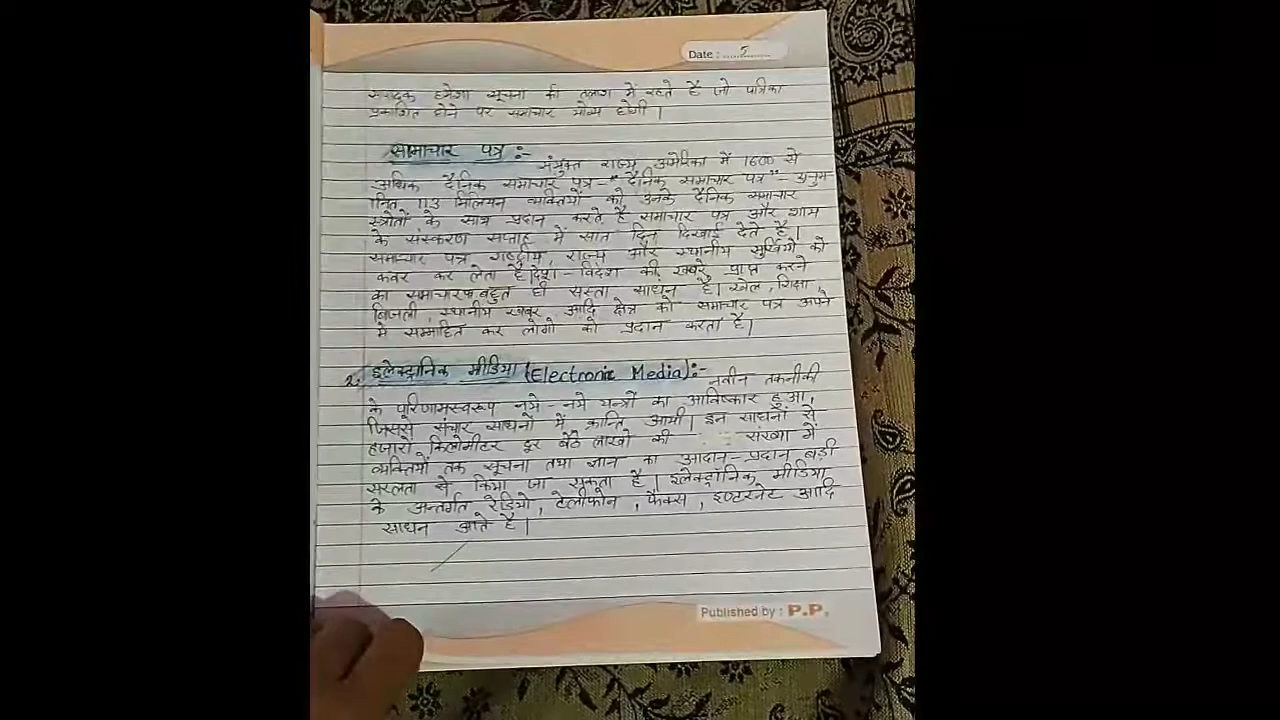 Date : 5
संपादक हमेशा सूचना की तलाश में रहते है जो पत्रिका
प्रकाशित होने पर समाचार योग्य होगी |
सामाचार पत्र :-
संयुक्त राज्य अमेरिका में 1600 से
अधिक दैनिक समाचार पत्र-"दैनिक समाचार पत्र"- अनुम-
नित 113 मिलियन व्यक्तियों को उनके दैनिक समाचार
स्त्रोतों के साथ प्रदान करते है समाचार पत्र और शाम
के संस्करण सप्ताह में सात दिन दिखाई देते है |
समाचार पत्र राष्ट्रीय, राज्य और स्थानीय सुर्खियों को
कवर कर लेता है | देश-विदेश की खबरे प्राप्त करने
का समाचारपत्र बहुत ही सस्ता साधन है | खेल, शिक्षा,
बिजली, स्थानीय खबर, आदि क्षेत्र को समाचार पत्र अपने
में सम्माहित कर लोगो को प्रदान करता है |
2. इलेक्ट्रानिक मीडिया (Electronic Media) :-
नवीन तकनीकी
के परिणामस्वरूप नये-नये यन्त्रों का आविष्कार हुआ,
जिससे संचार साधनों में क्रान्ति आयी | इन साधनों से
हजारों किलोमीटर दूर बैठे लाखो की संख्या में
व्यक्तियों तक सूचना तथा ज्ञान का आदान-प्रदान बड़ी
सरलता से किया जा सकता है | इलेक्ट्रॉनिक मीडिया
के अन्तर्गत रेडियो, टेलीफोन, फैक्स, इण्टरनेट आदि
साधन आते है |
Published by : P.P.